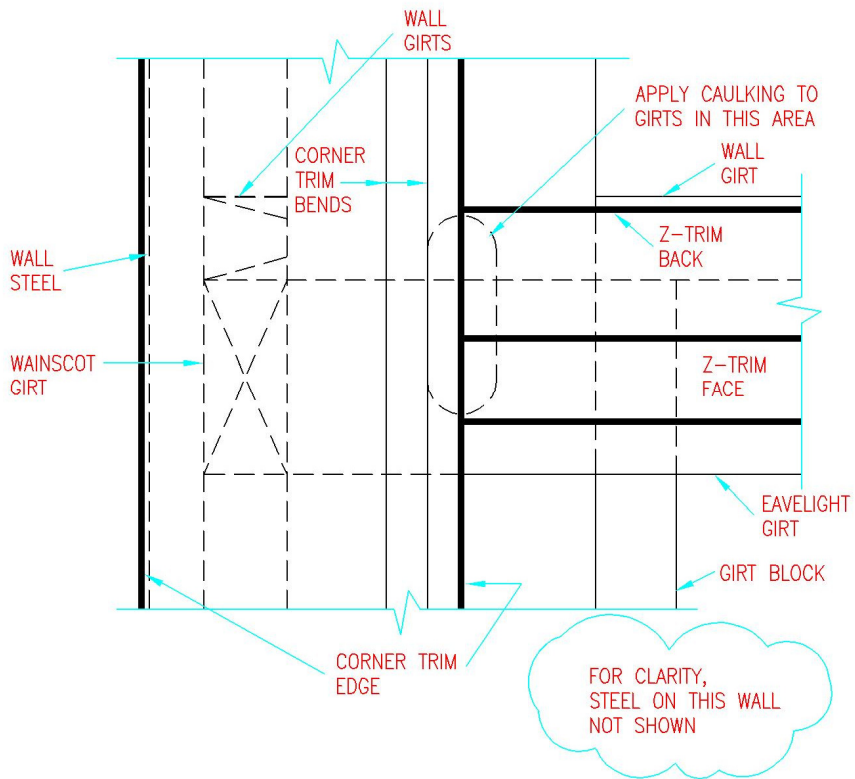 WALL
GIRTS
APPLY CAULKING TO
GIRTS IN THIS AREA
CORNER
TRIM
BENDS
WALL
GIRT
Z-TRIM
BACK
WALL
STEEL
WAINSCOT
GIRT
Z-TRIM
FACE
EAVELIGHT
GIRT
GIRT BLOCK
CORNER TRIM
EDGE
FOR CLARITY,
STEEL ON THIS WALL
NOT SHOWN